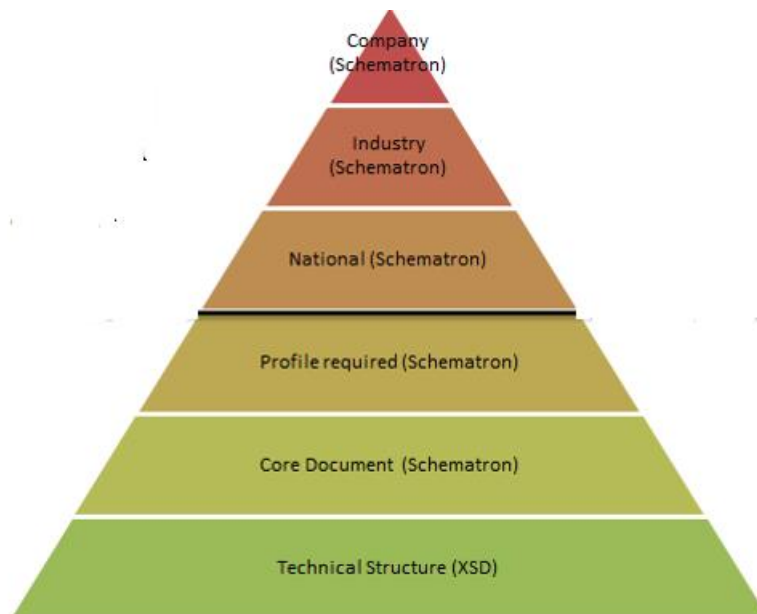 Company
(Schematron)
Industry
(Schematron)
National (Schematron)
Profile required (Schematron)
Core Document (Schematron)
Technical Structure (XSD)